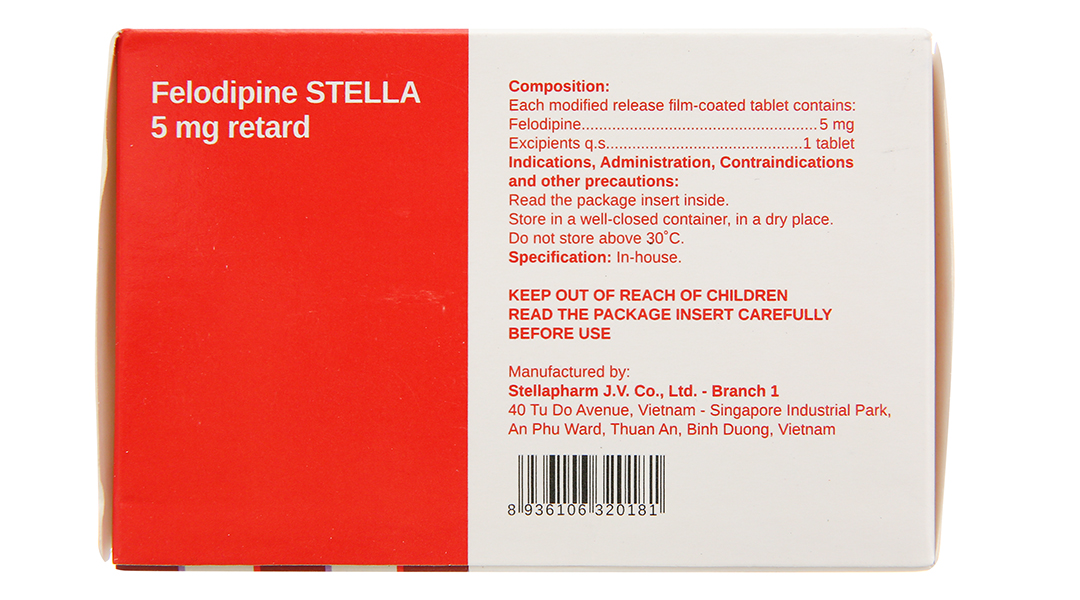 Felodipine STELLA
5 mg retard
Composition:
Each modified release film-coated tablet contains:
Felodipine......................................................5 mg
Excipients q.s.............................................1 tablet
Indications, Administration, Contraindications
and other precautions:
Read the package insert inside.
Store in a well-closed container, in a dry place.
Do not store above 30˚C.
Specification: In-house.
KEEP OUT OF REACH OF CHILDREN
READ THE PACKAGE INSERT CAREFULLY
BEFORE USE
Manufactured by:
Stellapharm J.V. Co., Ltd. - Branch 1
40 Tu Do Avenue, Vietnam - Singapore Industrial Park,
An Phu Ward, Thuan An, Binh Duong, Vietnam
8 936106 320181